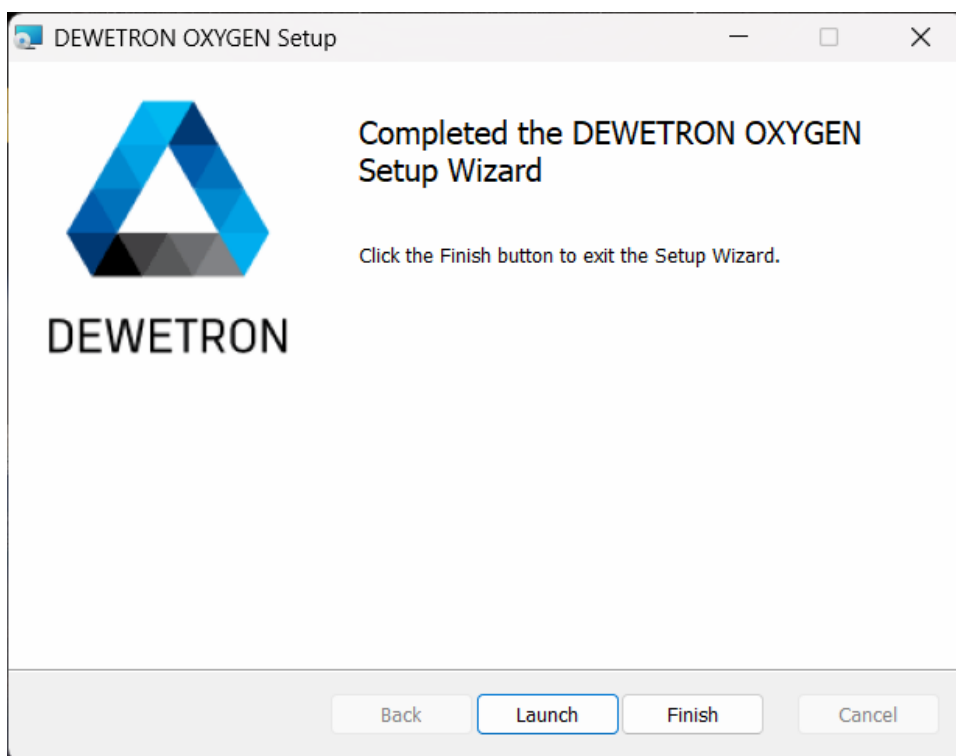 DEWETRON OXYGEN Setup
Completed the DEWETRON OXYGEN
Setup Wizard
Click the Finish button to exit the Setup Wizard.
DEWETRON
Back
Launch
Finish
Cancel